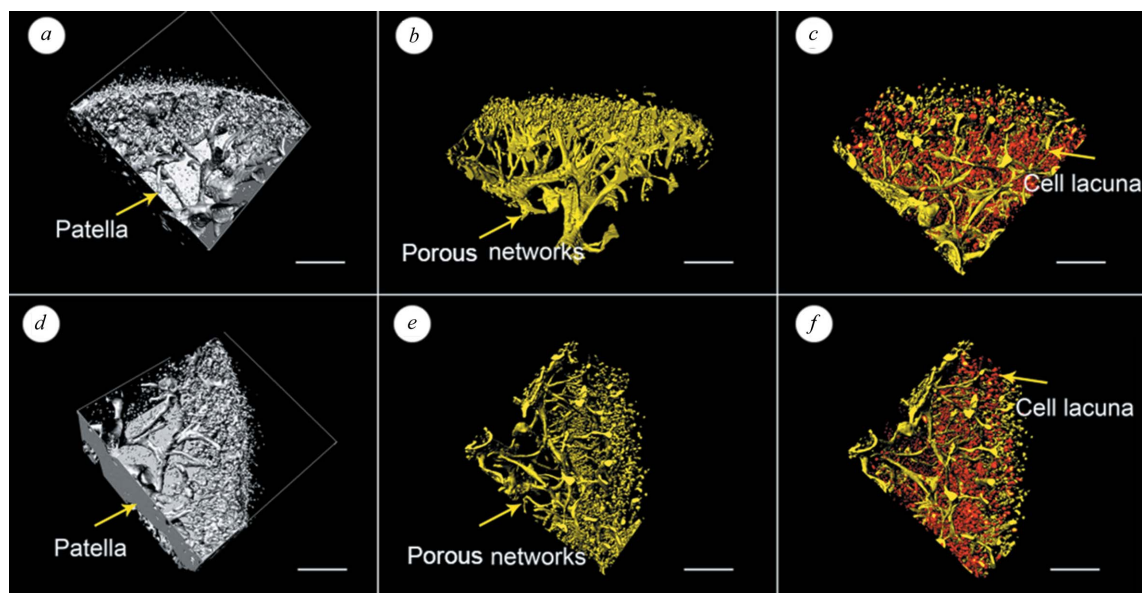 a
b
c
Patella
Porous networks
Cell lacuna
d
e
f
Patella
Porous networks
Cell lacuna